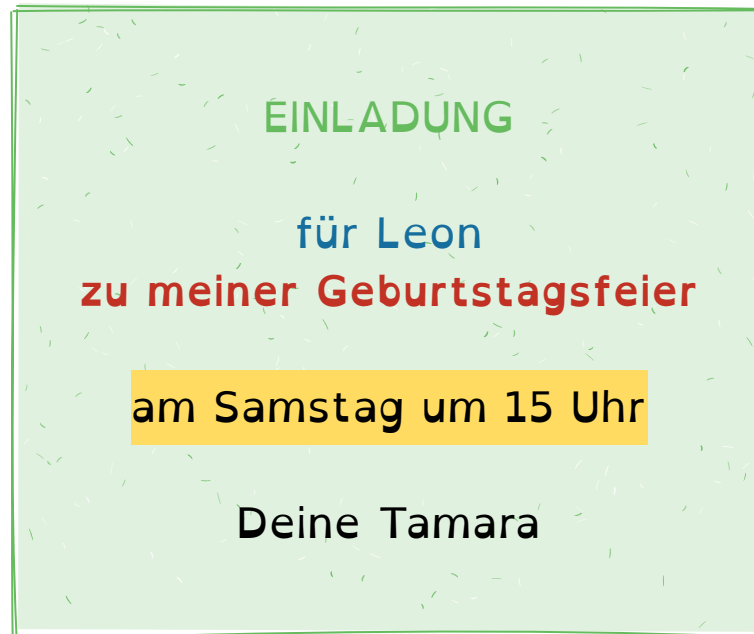 EINLADUNG
für Leon
zu meiner Geburtstagsfeier
am Samstag um 15 Uhr
Deine Tamara